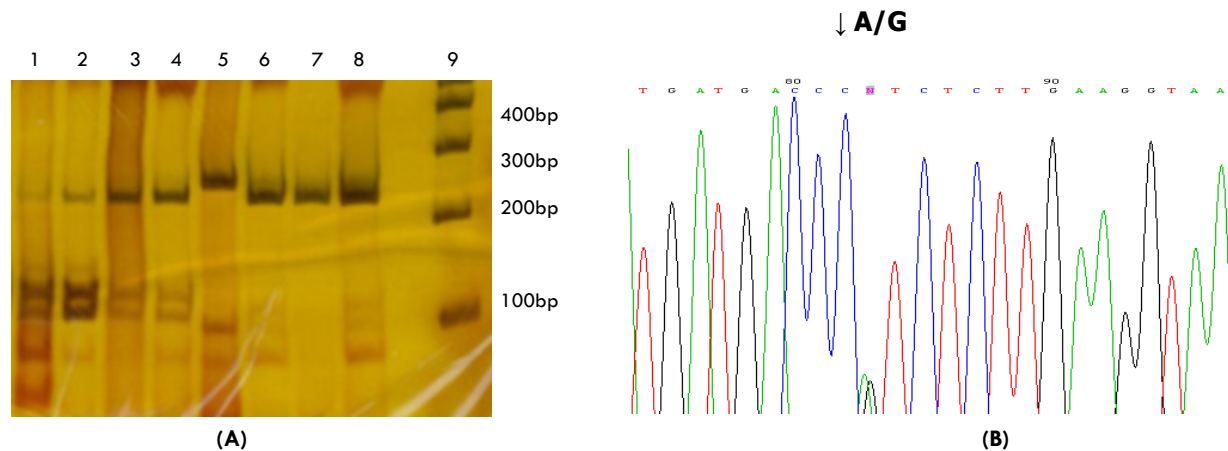 ↓ A/G
1 2 3 4 5 6 7 8 9
400bp
300bp
200bp
100bp
80 90
T G A T G A C C C N T C T C T T G A A G G T A A
(A)
(B)